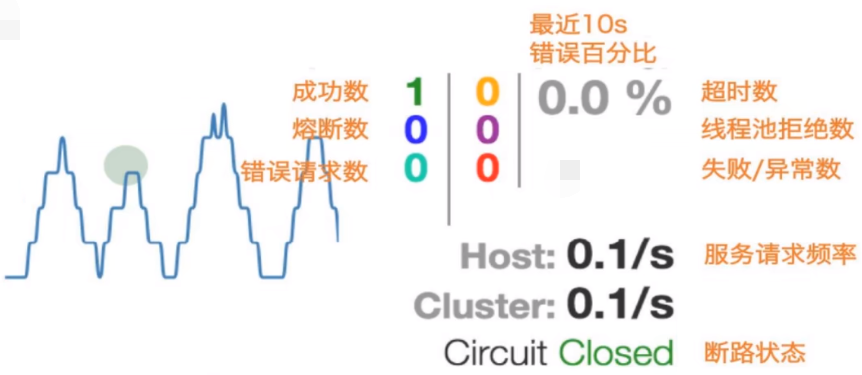 最近10s
错误百分比
成功数 1 0 0.0 % 超时数
熔断数 0 0 线程池拒绝数
错误请求数 0 0 失败/异常数
Host: 0.1/s 服务请求频率
Cluster: 0.1/s
Circuit Closed 断路状态